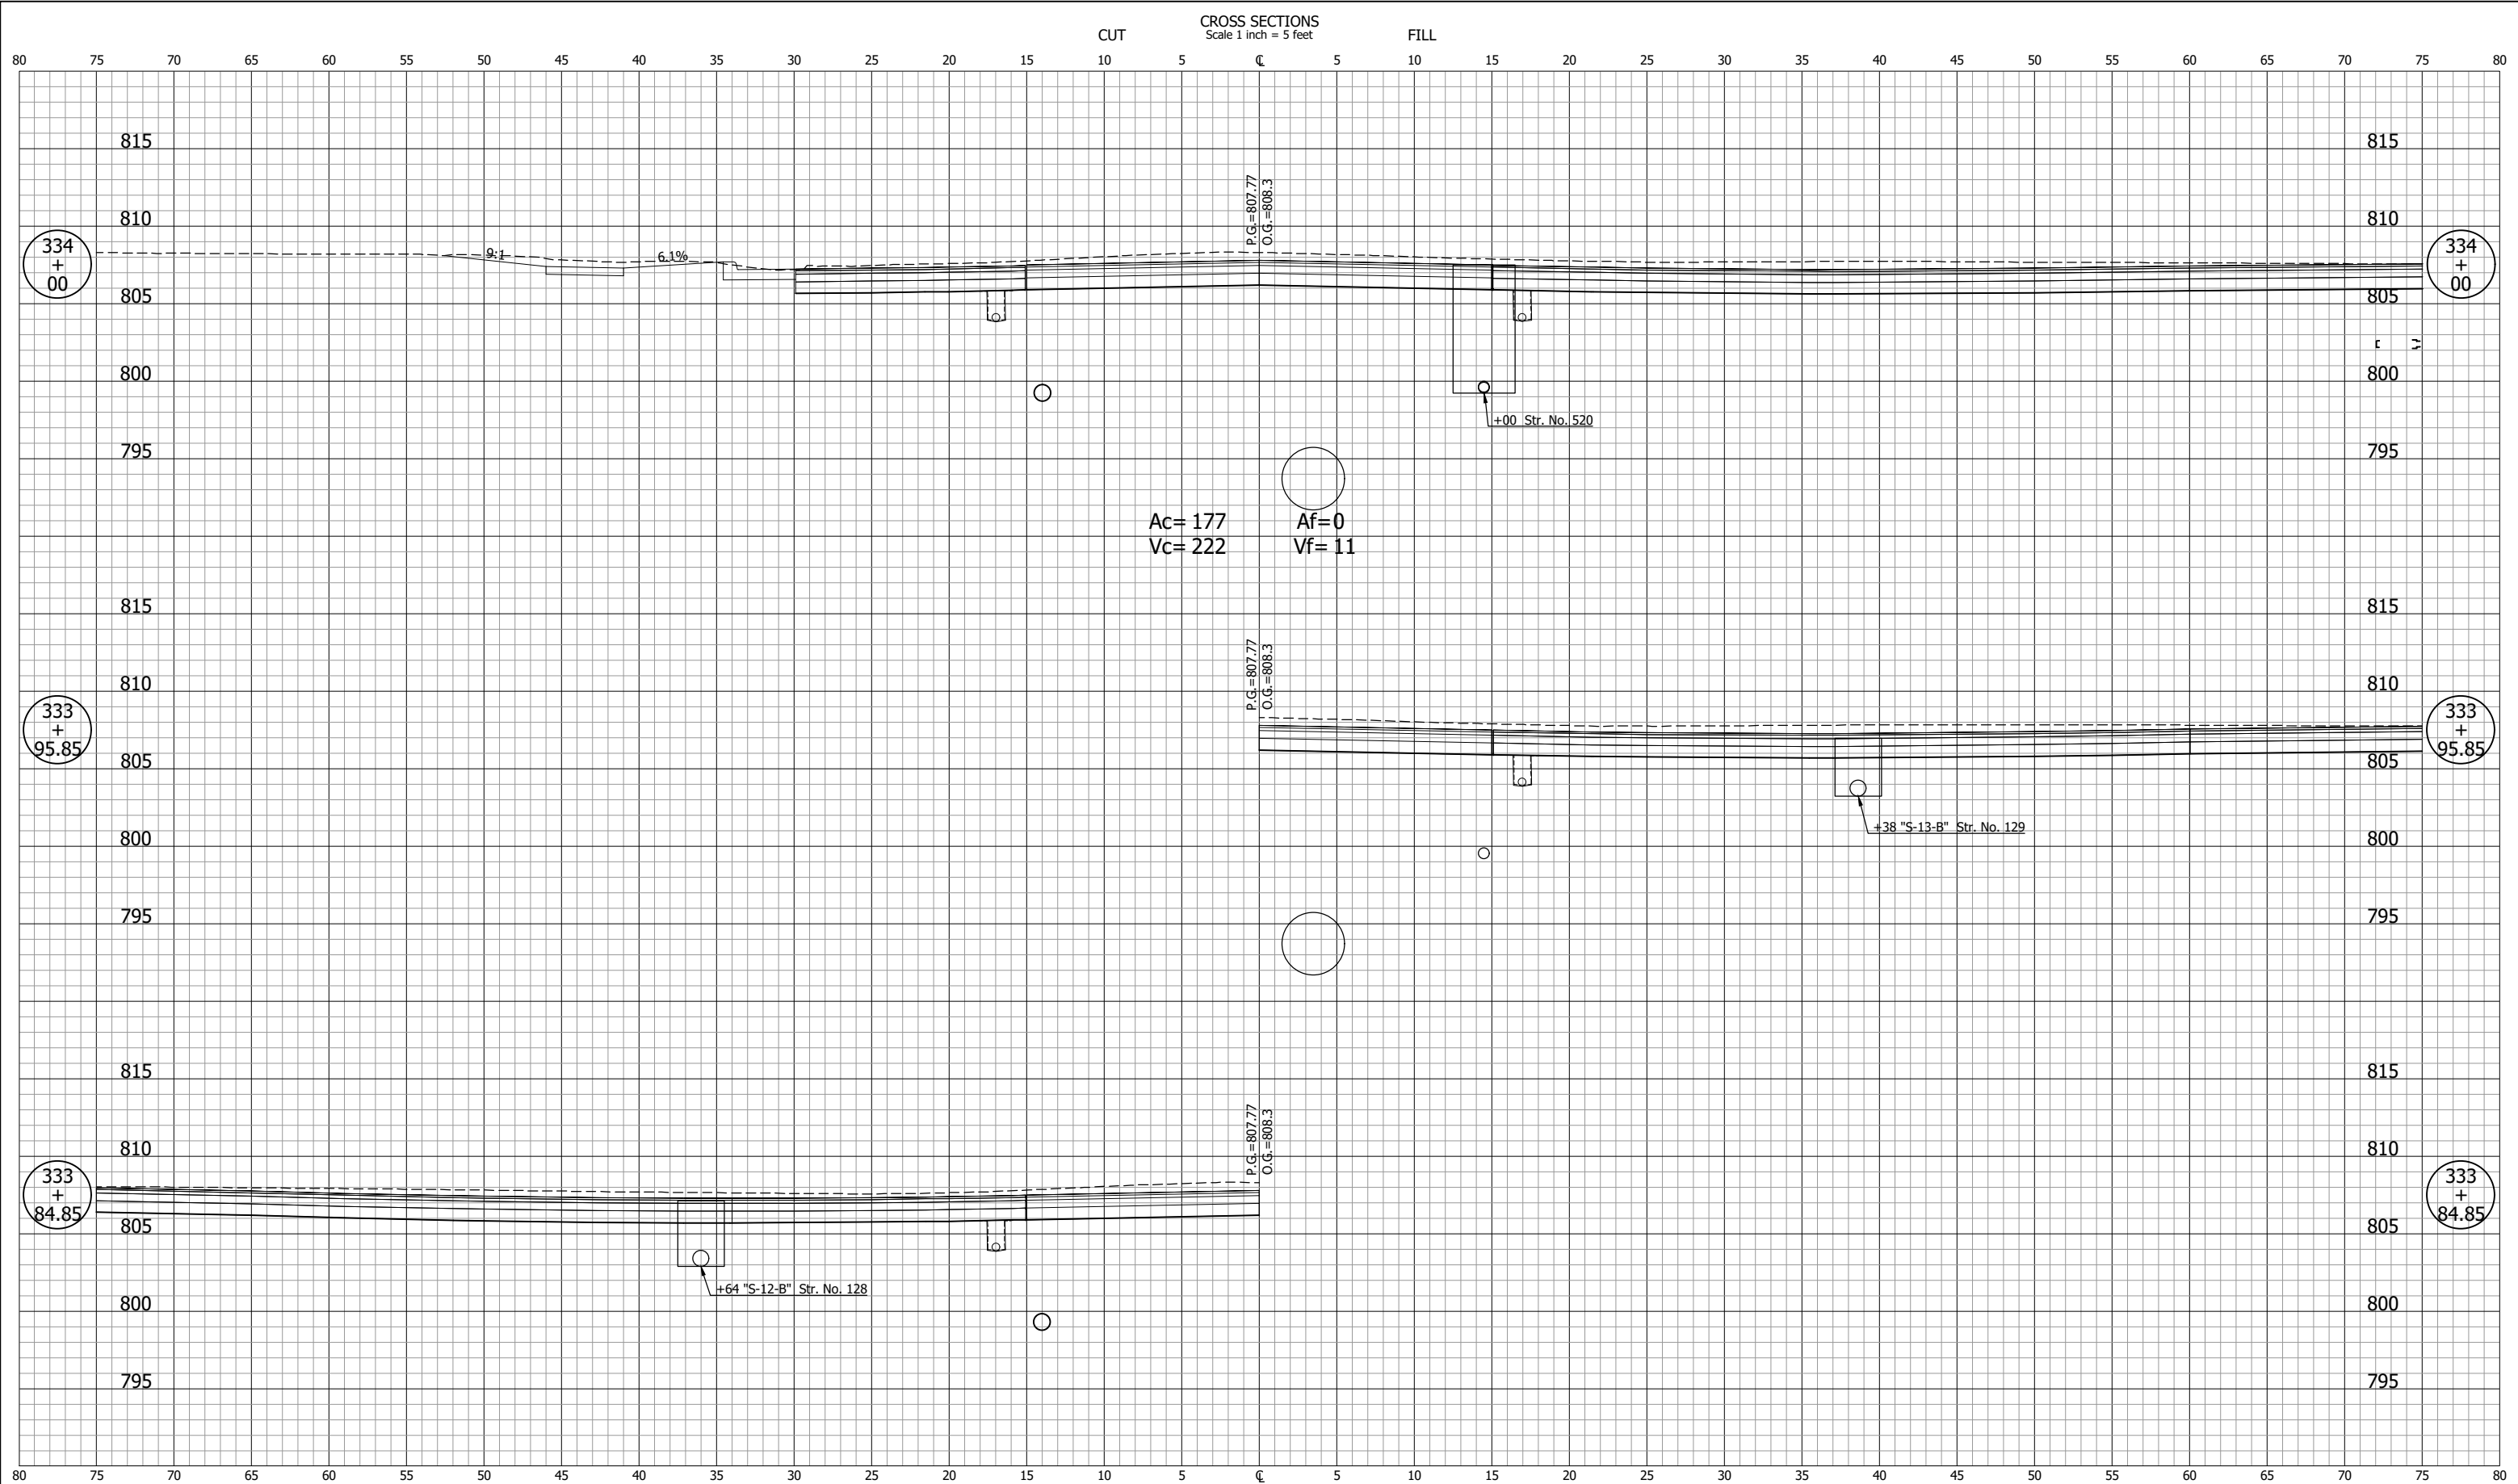 CROSS SECTIONS
CUT Scale 1 inch = 5 feet FILL
80 75 70 65 60 55 50 45 40 35 30 25 20 15 10 5 ℄ 5 10 15 20 25 30 35 40 45 50 55 60 65 70 75 80
815 815
P.G.=807.77
O.G.=808.3
810 810
334
+
00
9:1
6.1%
334
+
00
805 805
800 800
+00 Str. No. 520
795 795
Ac= 177 Af=0
Vc= 222 Vf= 11
815 815
P.G.=807.77
O.G.=808.3
810 810
333
+
95.85
333
+
95.85
805 805
+38 "S-13-B" Str. No. 129
800 800
795 795
815 815
P.G.=807.77
O.G.=808.3
810 810
333
+
84.85
333
+
84.85
805 805
+64 "S-12-B" Str. No. 128
800 800
795 795
80 75 70 65 60 55 50 45 40 35 30 25 20 15 10 5 ℄ 5 10 15 20 25 30 35 40 45 50 55 60 65 70 75 80